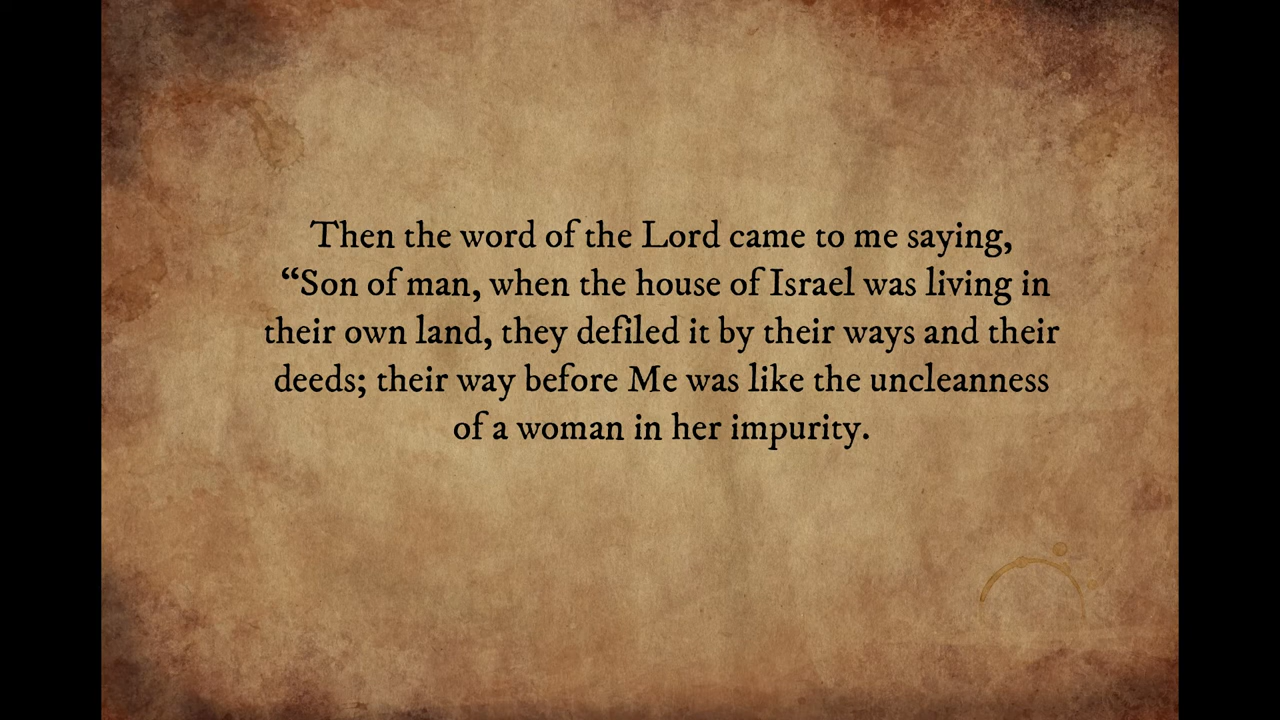 Then the word of the Lord came to me saying,
“Son of man, when the house of Israel was living in
their own land, they defiled it by their ways and their
deeds; their way before Me was like the uncleanness
of a woman in her impurity.